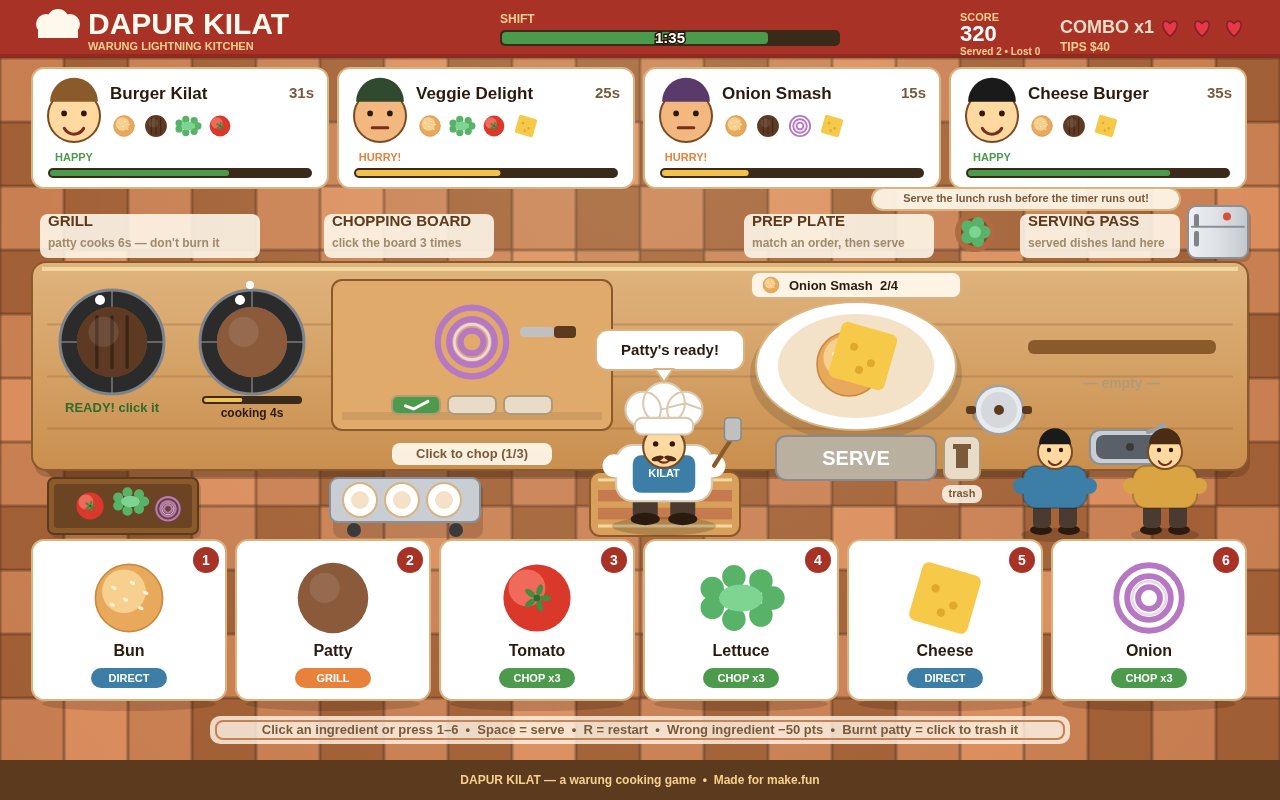 DAPUR KILAT
WARUNG LIGHTNING KITCHEN
SHIFT
1:35
SCORE
320
Served 2 • Lost 0
COMBO x1
TIPS $40
Burger Kilat 31s
HAPPY
Veggie Delight 25s
HURRY!
Onion Smash 15s
HURRY!
Cheese Burger 35s
HAPPY
Serve the lunch rush before the timer runs out!
GRILL
patty cooks 6s — don't burn it
CHOPPING BOARD
click the board 3 times
PREP PLATE
match an order, then serve
SERVING PASS
served dishes land here
Onion Smash 2/4
Patty's ready!
— empty —
READY! click it
cooking 4s
Click to chop (1/3)
KILAT
SERVE
trash
1
Bun
DIRECT
2
Patty
GRILL
3
Tomato
CHOP x3
4
Lettuce
CHOP x3
5
Cheese
DIRECT
6
Onion
CHOP x3
Click an ingredient or press 1–6 • Space = serve • R = restart • Wrong ingredient −50 pts • Burnt patty = click to trash it
DAPUR KILAT — a warung cooking game • Made for make.fun